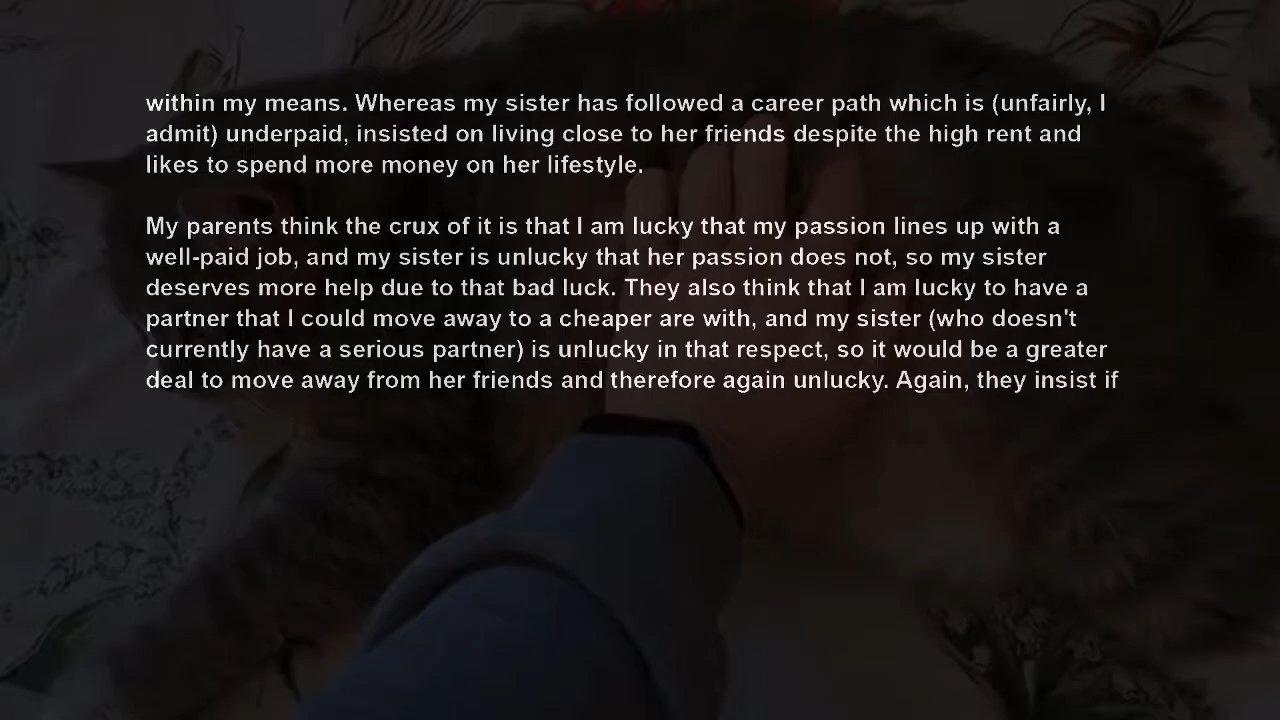 within my means. Whereas my sister has followed a career path which is (unfairly, I
admit) underpaid, insisted on living close to her friends despite the high rent and
likes to spend more money on her lifestyle.
My parents think the crux of it is that I am lucky that my passion lines up with a
well-paid job, and my sister is unlucky that her passion does not, so my sister
deserves more help due to that bad luck. They also think that I am lucky to have a
partner that I could move away to a cheaper are with, and my sister (who doesn't
currently have a serious partner) is unlucky in that respect, so it would be a greater
deal to move away from her friends and therefore again unlucky. Again, they insist if